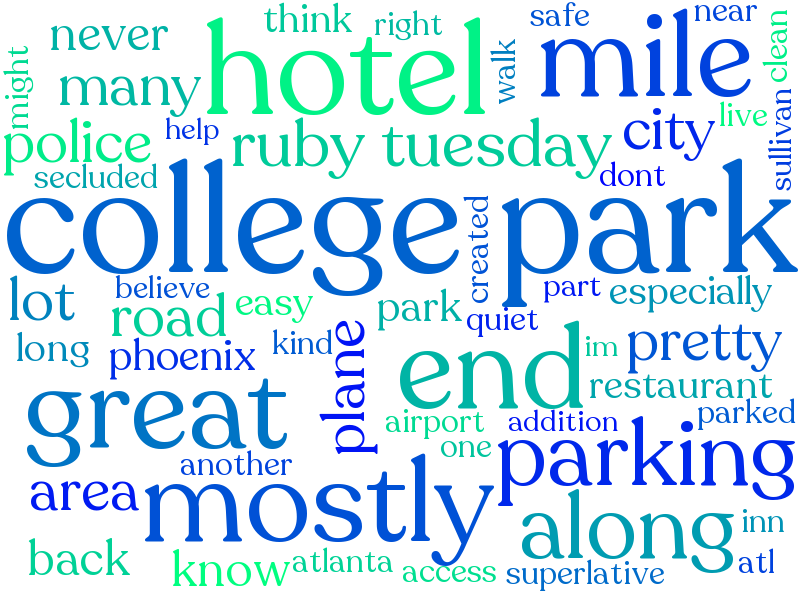 think
right
safe
near
never
hotel
mile
clean
many
walk
might
police
help
ruby tuesday
city
live
sullivan
secluded
dont
college park
created
lot
believe
part
especially
road
easy
park
quiet
long
phoenix
kind
plane
end
im
pretty
restaurant
great
airport
addition
parked
one
another
parking
area
mostly
along
inn
back
know
atlanta
access
superlative
atl